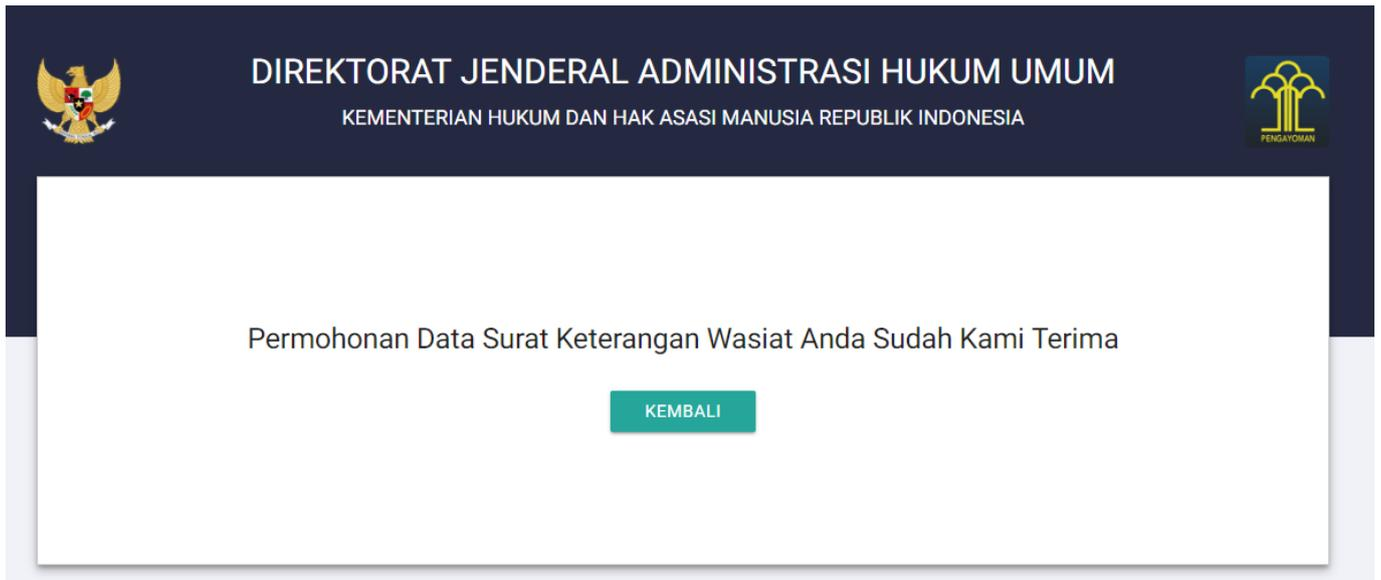 DIREKTORAT JENDERAL ADMINISTRASI HUKUM UMUM
KEMENTERIAN HUKUM DAN HAK ASASI MANUSIA REPUBLIK INDONESIA
PENGAYOMAN
Permohonan Data Surat Keterangan Wasiat Anda Sudah Kami Terima
KEMBALI